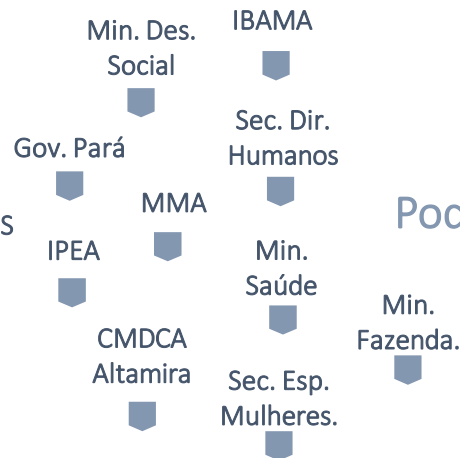 IBAMA
Min. Des.
Social
Sec. Dir.
Humanos
Gov. Pará
MMA
S
Pod
IPEA
Min.
Saúde
Min.
Fazenda.
CMDCA
Altamira
Sec. Esp.
Mulheres.